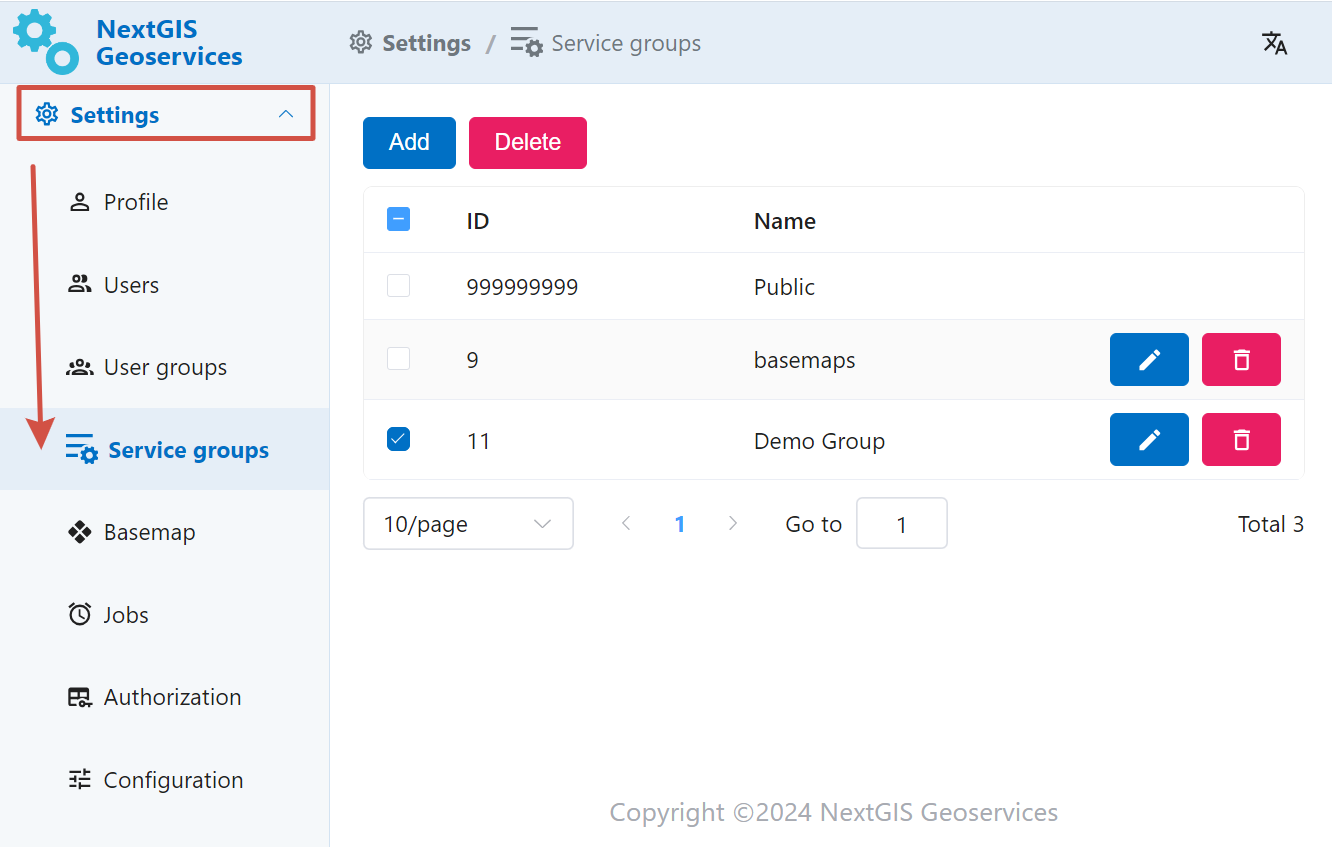 NextGIS
Geoservices
Settings / Service groups
Settings
Profile
Users
User groups
Service groups
Basemap
Jobs
Authorization
Configuration
Add Delete
ID Name
999999999 Public
9 basemaps
11 Demo Group
10/page 1 Go to 1 Total 3
Copyright ©2024 NextGIS Geoservices